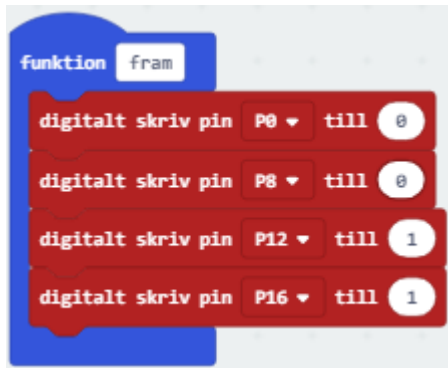 funktion fram
digitalt skriv pin P0 till 0
digitalt skriv pin P8 till 0
digitalt skriv pin P12 till 1
digitalt skriv pin P16 till 1